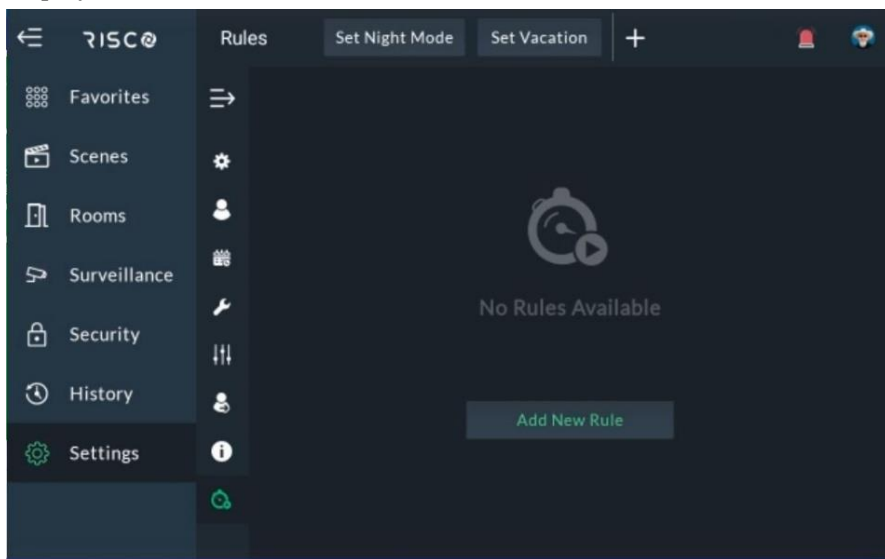 RISCO
Rules
Set Night Mode
Set Vacation
Favorites
Scenes
Rooms
Surveillance
Security
History
Settings
No Rules Available
Add New Rule